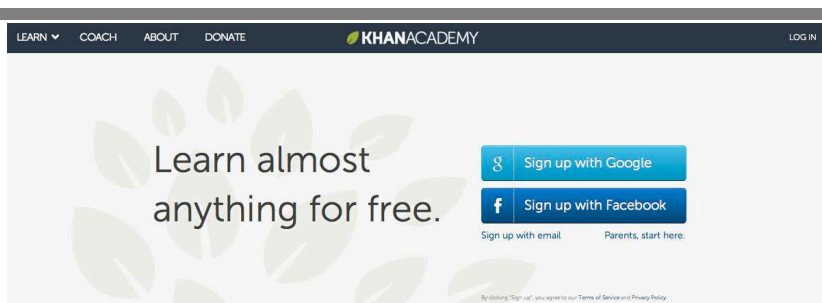 LEARN COACH ABOUT DONATE KHANACADEMY LOG IN
Learn almost
anything for free.
g Sign up with Google
f Sign up with Facebook
Sign up with email Parents, start here.
By clicking "Sign up", you agree to our Terms of Service and Privacy Policy.